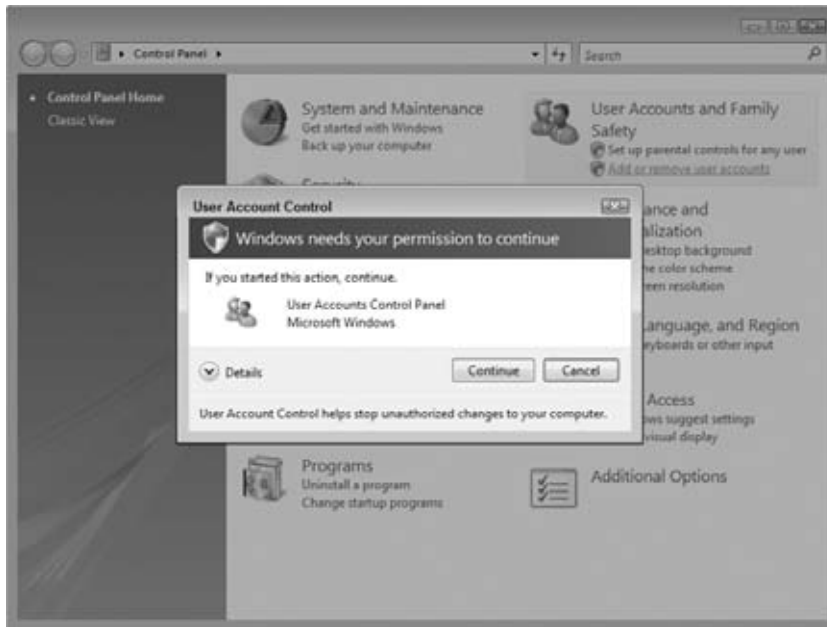 Control Panel
Search
Control Panel Home
Classic View
System and Maintenance
Get started with Windows
Back up your computer
Security
User Accounts and Family
Safety
Set up parental controls for any user
Add or remove user accounts
User Account Control
Windows needs your permission to continue
If you started this action, continue.
User Accounts Control Panel
Microsoft Windows
Details
Continue
Cancel
User Account Control helps stop unauthorized changes to your computer.
ance and
alization
esktop background
he color scheme
reen resolution
anguage, and Region
eyboards or other input
Access
ows suggest settings
visual display
Programs
Uninstall a program
Change startup programs
Additional Options